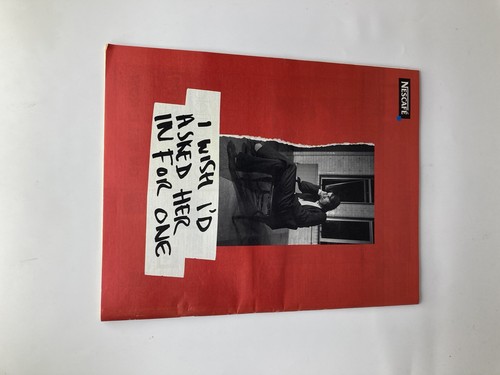 NESCAFÉ
I WISH I'D
ASKED HER
IN FOR ONE